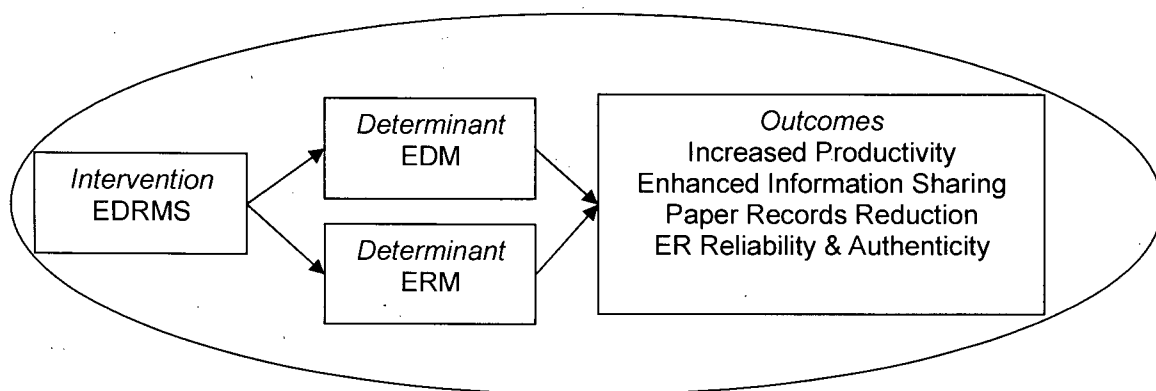 Intervention
EDRMS
Determinant
EDM
Determinant
ERM
Outcomes
Increased Productivity
Enhanced Information Sharing
Paper Records Reduction
ER Reliability & Authenticity